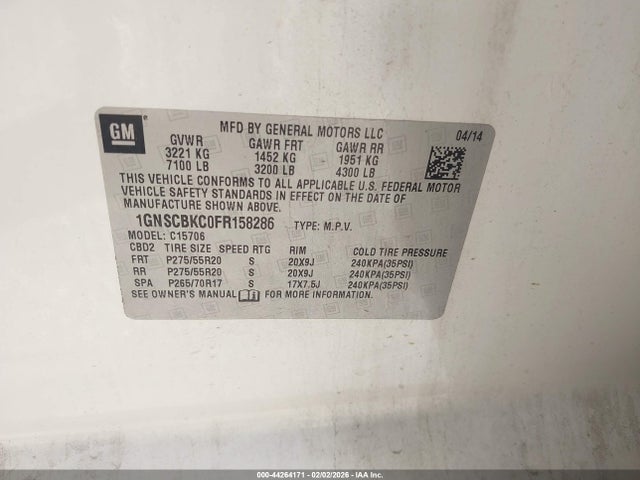 GM
MFD BY GENERAL MOTORS LLC 04/14
GVWR GAWR FRT GAWR RR
3221 KG 1452 KG 1951 KG
7100 LB 3200 LB 4300 LB
THIS VEHICLE CONFORMS TO ALL APPLICABLE U.S. FEDERAL MOTOR
VEHICLE SAFETY STANDARDS IN EFFECT ON THE DATE OF
MANUFACTURE SHOWN ABOVE.
1GNSCBKC0FR158286 TYPE: M.P.V.
MODEL: C15706
CBD2 TIRE SIZE SPEED RTG RIM COLD TIRE PRESSURE
FRT P275/55R20 S 20X9J 240KPA(35PSI)
RR P275/55R20 S 20X9J 240KPA(35PSI)
SPA P265/70R17 S 17X7.5J 240KPA(35PSI)
SEE OWNER'S MANUAL FOR MORE INFORMATION.
000-44264171 - 02/02/2026 - IAA Inc.